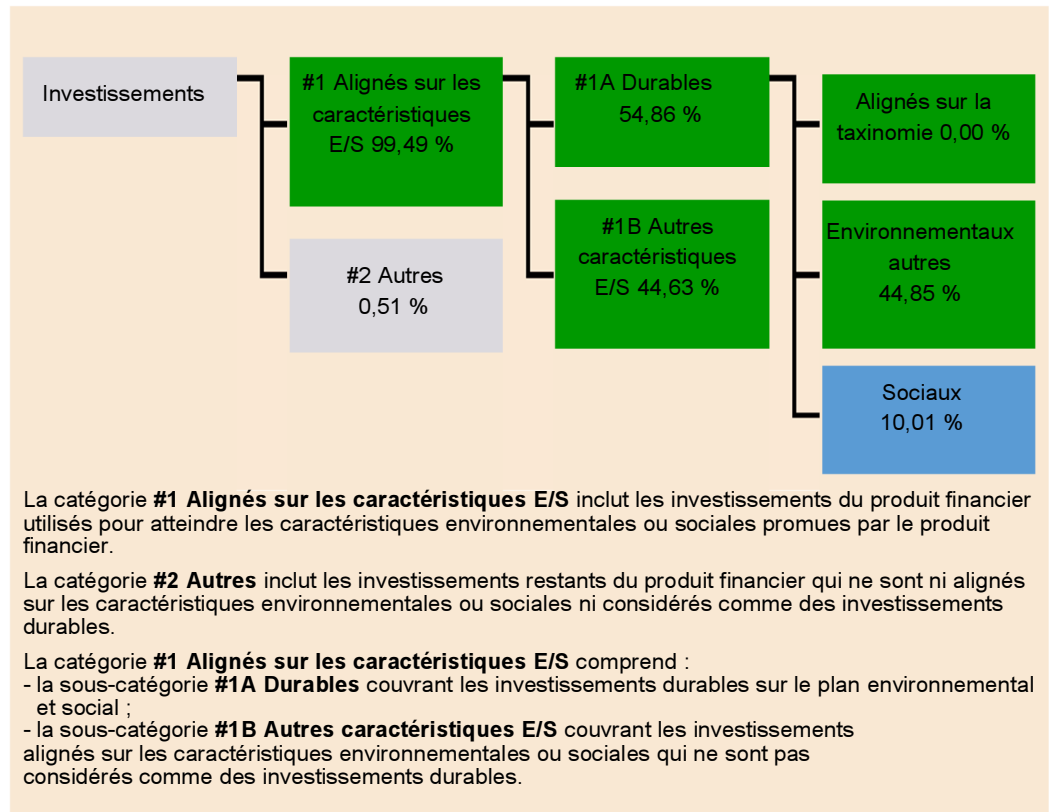 Investissements
#1 Alignés sur les
caractéristiques
E/S 99,49 %
#2 Autres
0,51 %
#1A Durables
54,86 %
#1B Autres
caractéristiques
E/S 44,63 %
Alignés sur la
taxinomie 0,00 %
Environnementaux
autres
44,85 %
Sociaux
10,01 %
La catégorie #1 Alignés sur les caractéristiques E/S inclut les investissements du produit financier
utilisés pour atteindre les caractéristiques environnementales ou sociales promues par le produit
financier.
La catégorie #2 Autres inclut les investissements restants du produit financier qui ne sont ni alignés
sur les caractéristiques environnementales ou sociales ni considérés comme des investissements
durables.
La catégorie #1 Alignés sur les caractéristiques E/S comprend :
- la sous-catégorie #1A Durables couvrant les investissements durables sur le plan environnemental
et social ;
- la sous-catégorie #1B Autres caractéristiques E/S couvrant les investissements
alignés sur les caractéristiques environnementales ou sociales qui ne sont pas
considérés comme des investissements durables.